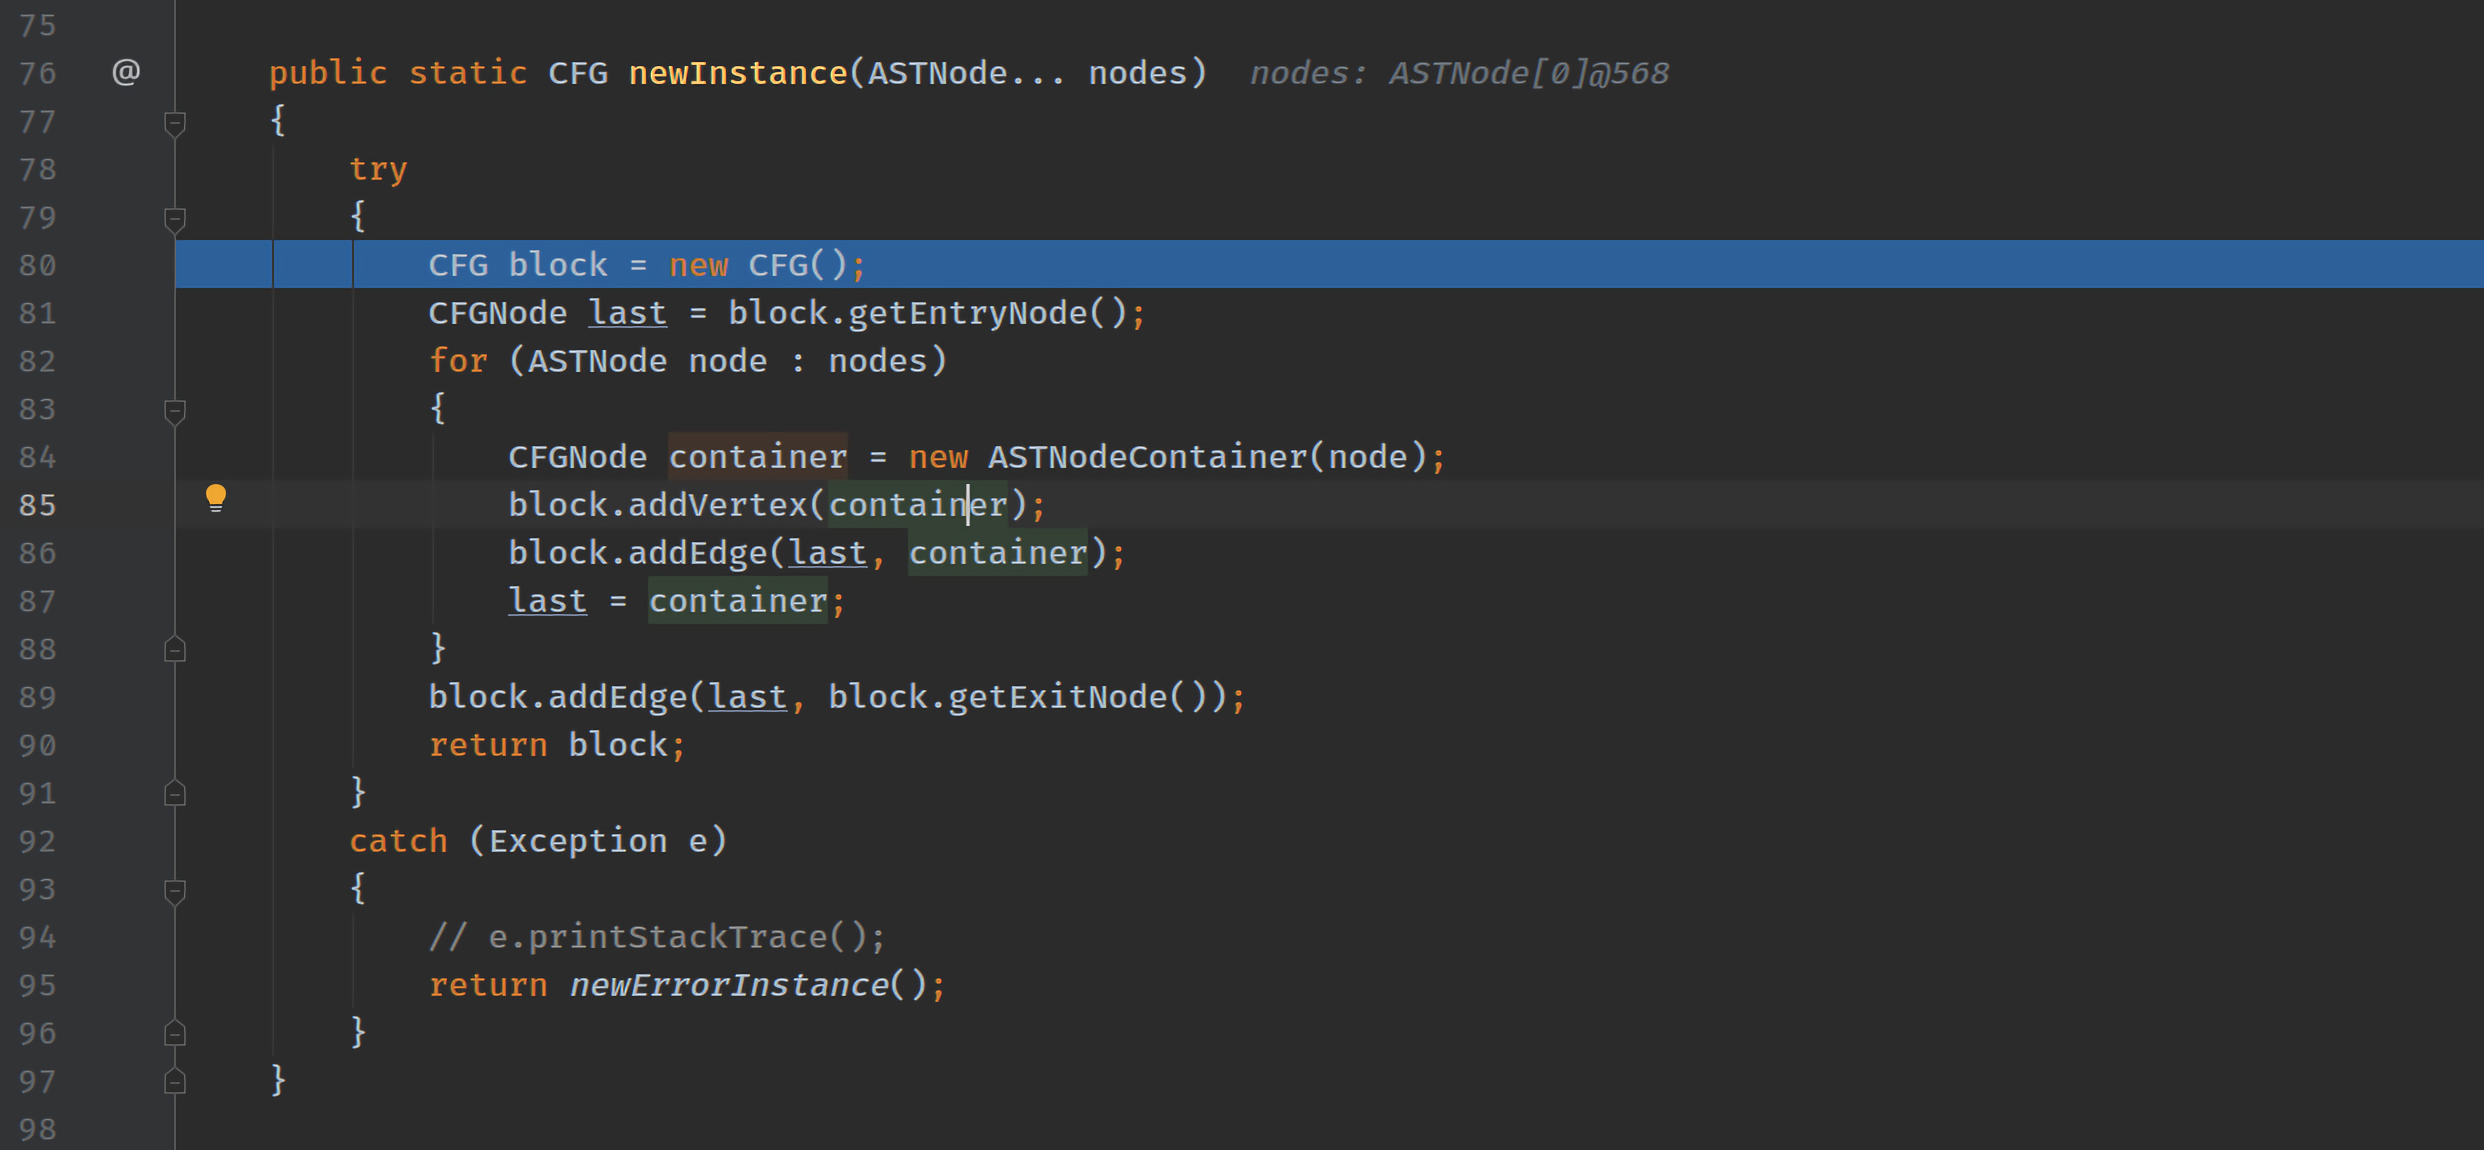 75
76 @ public static CFG newInstance(ASTNode... nodes) nodes: ASTNode[0]@568
77 {
78 try
79 {
80 CFG block = new CFG();
81 CFGNode last = block.getEntryNode();
82 for (ASTNode node : nodes)
83 {
84 CFGNode container = new ASTNodeContainer(node);
85 block.addVertex(container);
86 block.addEdge(last, container);
87 last = container;
88 }
89 block.addEdge(last, block.getExitNode());
90 return block;
91 }
92 catch (Exception e)
93 {
94 // e.printStackTrace();
95 return newErrorInstance();
96 }
97 }
98